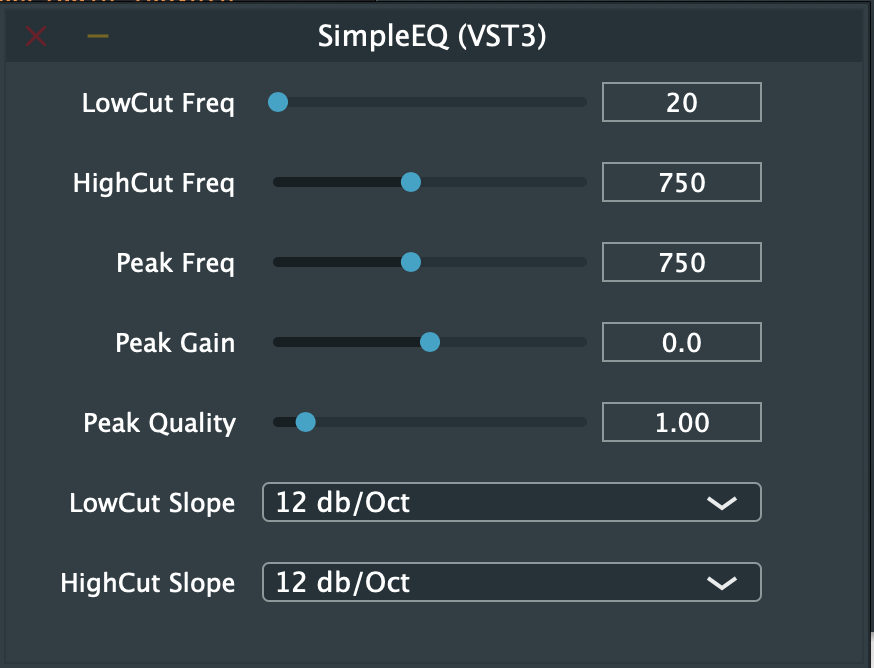 SimpleEQ (VST3)
LowCut Freq 20
HighCut Freq 750
Peak Freq 750
Peak Gain 0.0
Peak Quality 1.00
LowCut Slope 12 db/Oct
HighCut Slope 12 db/Oct